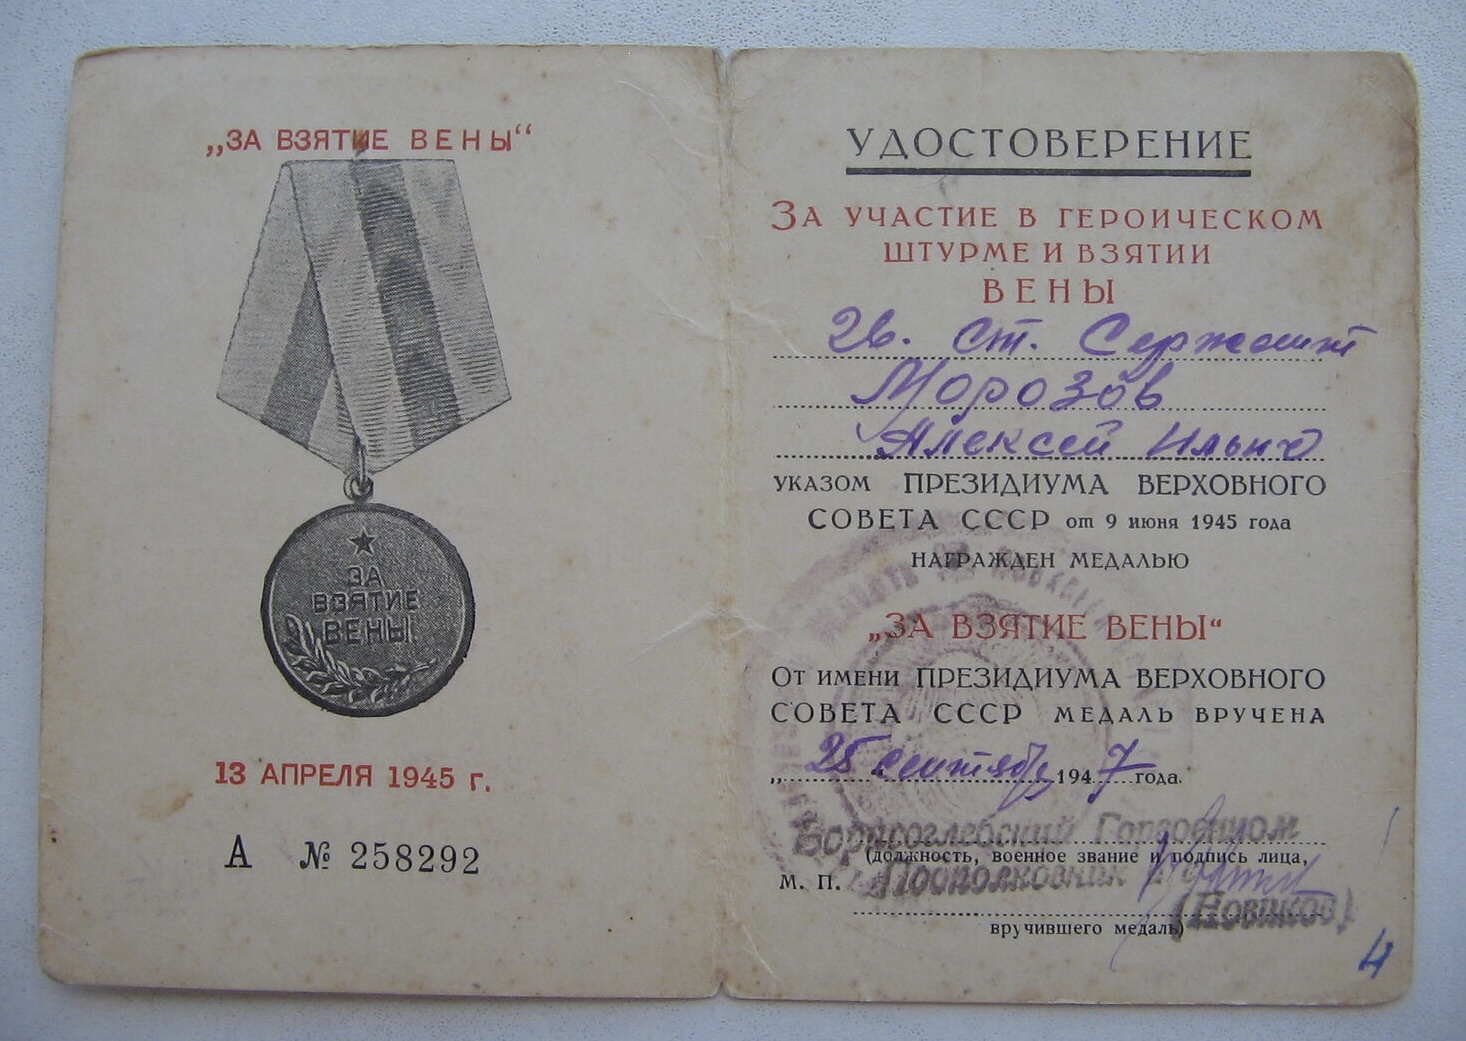 „ЗА ВЗЯТИЕ ВЕНЫ“
ЗА
ВЗЯТИЕ
ВЕНЫ
13 АПРЕЛЯ 1945 г.
А № 258292
УДОСТОВЕРЕНИЕ
ЗА УЧАСТИЕ В ГЕРОИЧЕСКОМ
ШТУРМЕ И ВЗЯТИИ
ВЕНЫ
гв. ст. Сержант
Морозов
Алексей Ильич
УКАЗОМ ПРЕЗИДИУМА ВЕРХОВНОГО
СОВЕТА СССР от 9 июня 1945 года
НАГРАЖДЕН МЕДАЛЬЮ
„ЗА ВЗЯТИЕ ВЕНЫ“
ОТ ИМЕНИ ПРЕЗИДИУМА ВЕРХОВНОГО
СОВЕТА СССР МЕДАЛЬ ВРУЧЕНА
„ 25 сентября 1947 года.
Борисоглебский Горвоенком
(должность, военное звание и подпись лица,
М. П. Подполковник
(Новиков)
вручившего медаль)
4